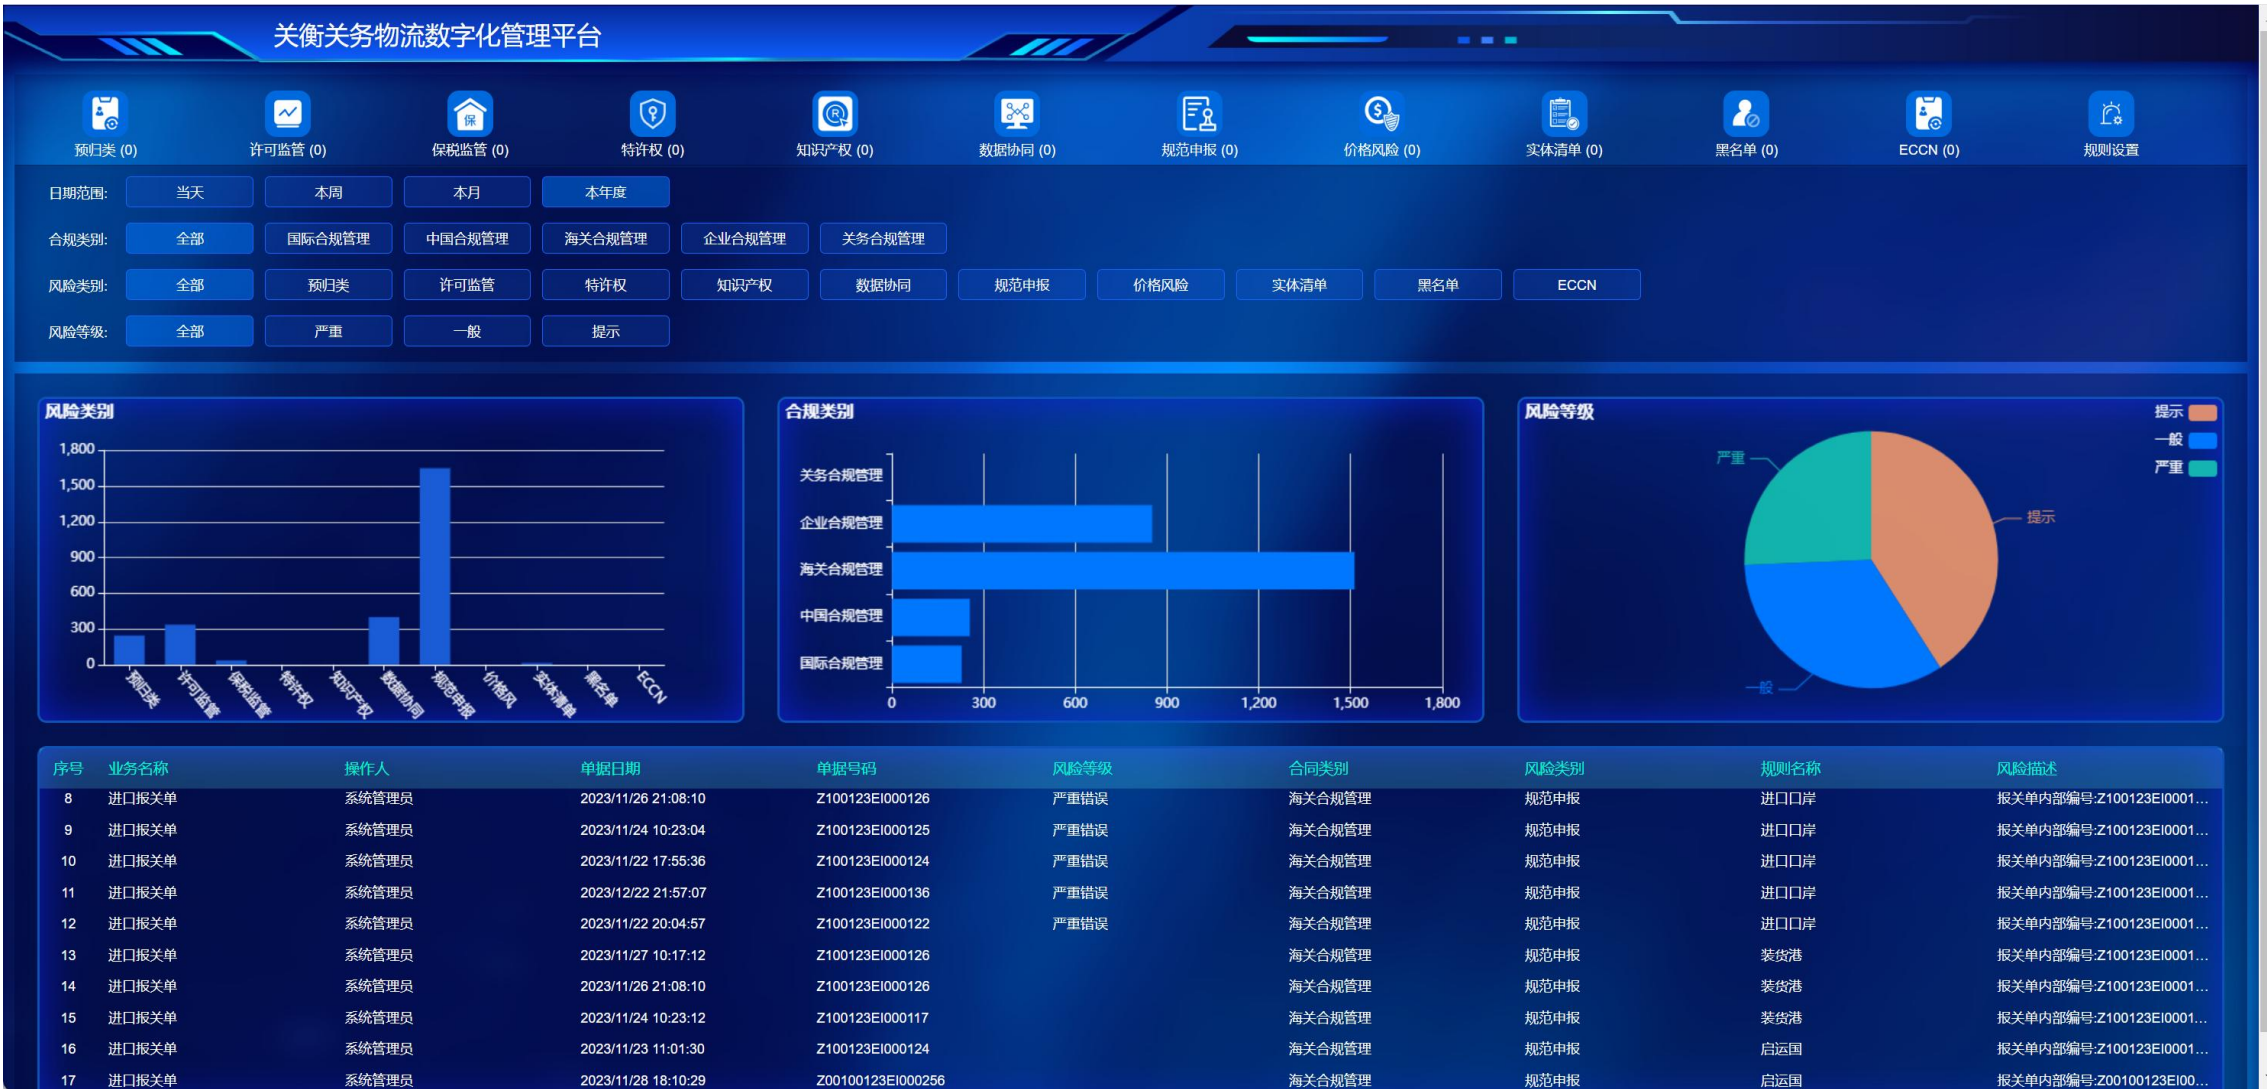 关衡关务物流数字化管理平台
预归类 (0) 许可监管 (0) 保税监管 (0) 特许权 (0) 知识产权 (0) 数据协同 (0) 规范申报 (0) 价格风险 (0) 实体清单 (0) 黑名单 (0) ECCN (0) 规则设置
日期范围: 当天 本周 本月 本年度
合规类别: 全部 国际合规管理 中国合规管理 海关合规管理 企业合规管理 关务合规管理
风险类别: 全部 预归类 许可监管 特许权 知识产权 数据协同 规范申报 价格风险 实体清单 黑名单 ECCN
风险等级: 全部 严重 一般 提示
风险类别
1,800
1,500
1,200
900
600
300
0
预归类 许可监管 保税监管 特许权 知识产权 数据协同 规范申报 价格风 实体清单 黑名单 ECCN
合规类别
关务合规管理
企业合规管理
海关合规管理
中国合规管理
国际合规管理
0 300 600 900 1,200 1,500 1,800
风险等级
提示
一般
严重
严重
提示
一般
序号 业务名称 操作人 单据日期 单据号码 风险等级 合同类别 风险类别 规则名称 风险描述
8 进口报关单 系统管理员 2023/11/26 21:08:10 Z100123EI000126 严重错误 海关合规管理 规范申报 进口口岸 报关单内部编号:Z100123EI0001...
9 进口报关单 系统管理员 2023/11/24 10:23:04 Z100123EI000125 严重错误 海关合规管理 规范申报 进口口岸 报关单内部编号:Z100123EI0001...
10 进口报关单 系统管理员 2023/11/22 17:55:36 Z100123EI000124 严重错误 海关合规管理 规范申报 进口口岸 报关单内部编号:Z100123EI0001...
11 进口报关单 系统管理员 2023/12/22 21:57:07 Z100123EI000136 严重错误 海关合规管理 规范申报 进口口岸 报关单内部编号:Z100123EI0001...
12 进口报关单 系统管理员 2023/11/22 20:04:57 Z100123EI000122 严重错误 海关合规管理 规范申报 进口口岸 报关单内部编号:Z100123EI0001...
13 进口报关单 系统管理员 2023/11/27 10:17:12 Z100123EI000126 海关合规管理 规范申报 装货港 报关单内部编号:Z100123EI0001...
14 进口报关单 系统管理员 2023/11/26 21:08:10 Z100123EI000126 海关合规管理 规范申报 装货港 报关单内部编号:Z100123EI0001...
15 进口报关单 系统管理员 2023/11/24 10:23:12 Z100123EI000117 海关合规管理 规范申报 装货港 报关单内部编号:Z100123EI0001...
16 进口报关单 系统管理员 2023/11/23 11:01:30 Z100123EI000124 海关合规管理 规范申报 启运国 报关单内部编号:Z100123EI0001...
17 进口报关单 系统管理员 2023/11/28 18:10:29 Z00100123EI000256 海关合规管理 规范申报 启运国 报关单内部编号:Z00100123EI00...